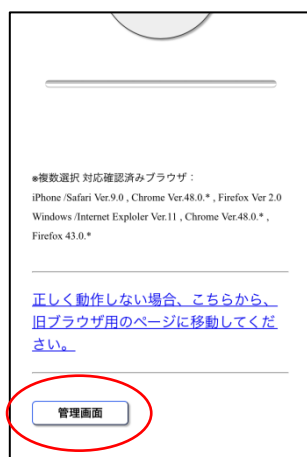 ※複数選択 対応確認済みブラウザ：
iPhone /Safari Ver.9.0 , Chrome Ver.48.0.* , Firefox Ver 2.0
Windows /Internet Exploler Ver.11 , Chrome Ver.48.0.* ,
Firefox 43.0.*
正しく動作しない場合、こちらから、
旧ブラウザ用のページに移動してくだ
さい。
管理画面